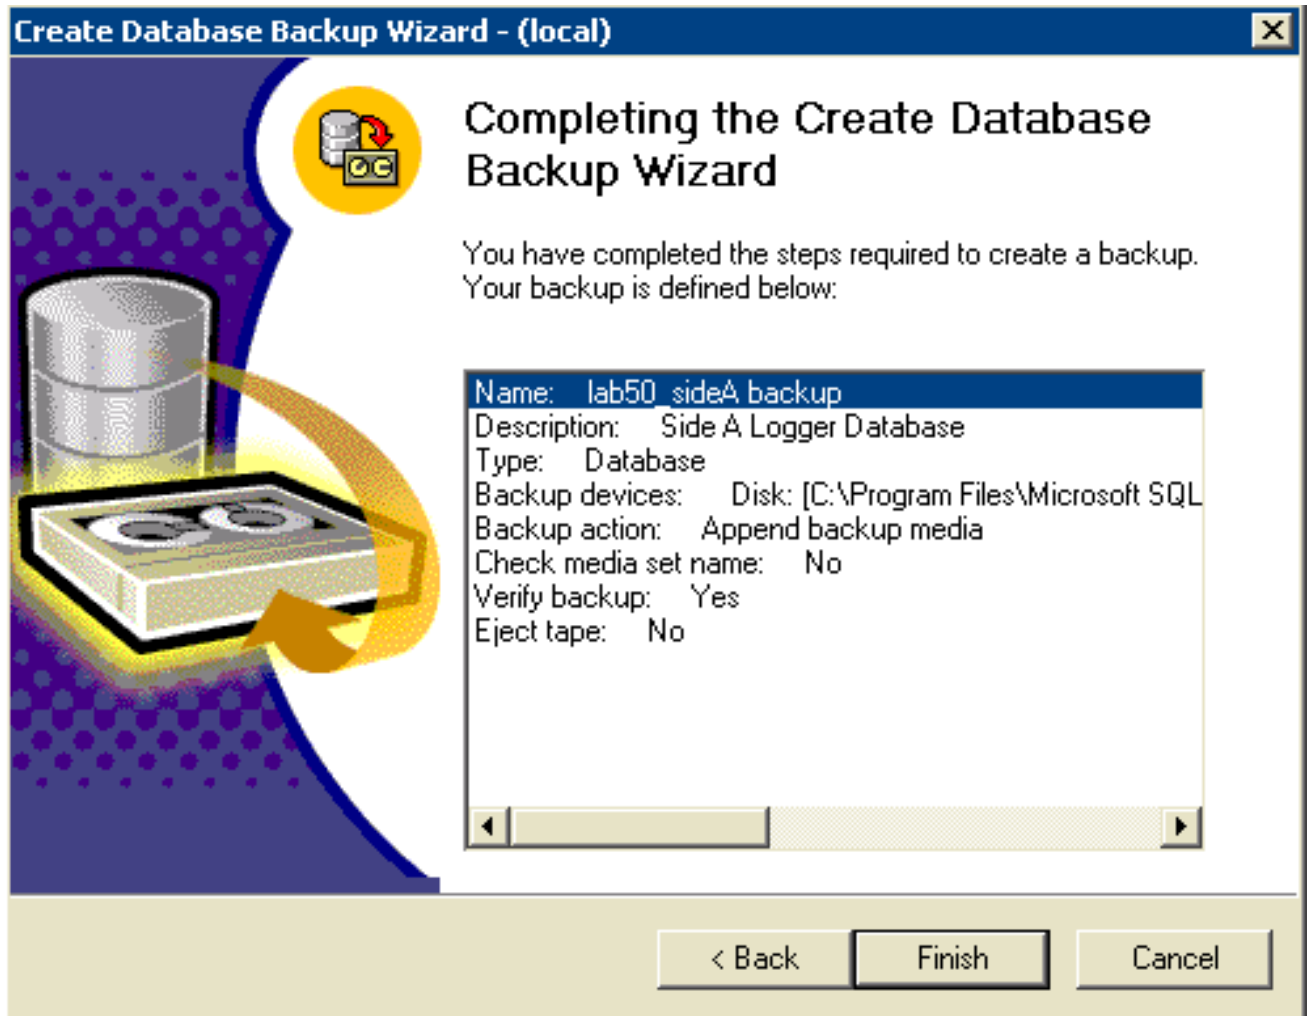 Create Database Backup Wizard - (local)
Completing the Create Database
Backup Wizard
You have completed the steps required to create a backup.
Your backup is defined below:
Name: lab50_sideA backup
Description: Side A Logger Database
Type: Database
Backup devices: Disk: [C:\Program Files\Microsoft SQL
Backup action: Append backup media
Check media set name: No
Verify backup: Yes
Eject tape: No
< Back
Finish
Cancel